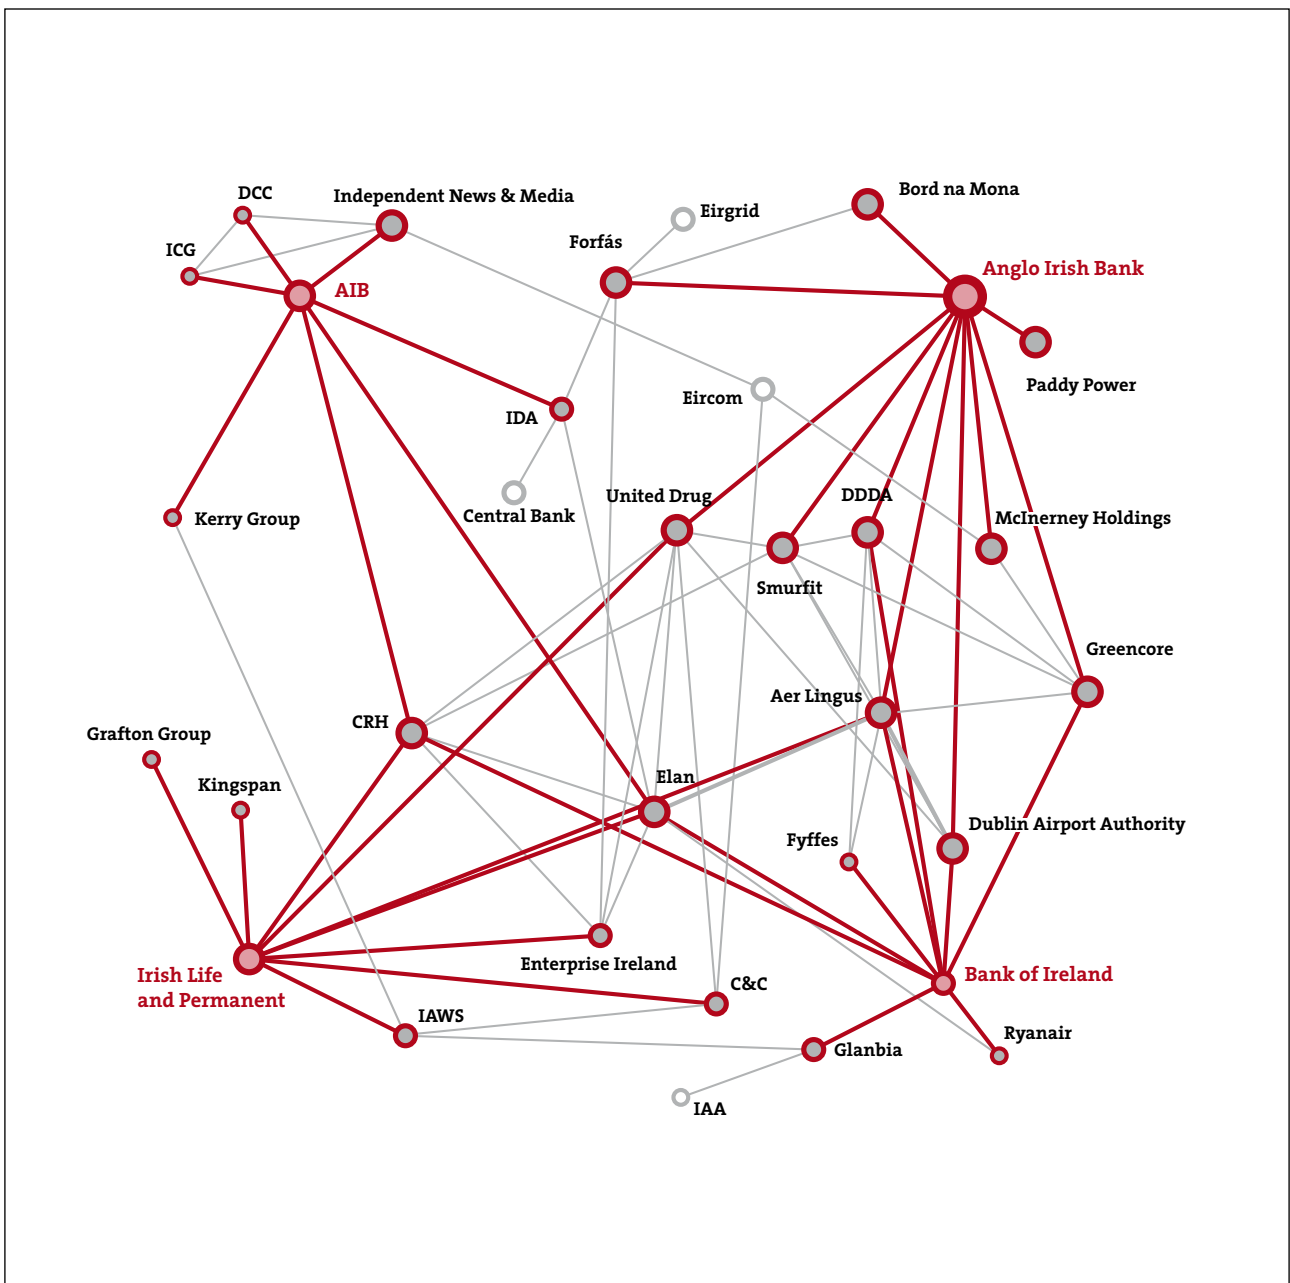 Bord na Mona
DCC
Independent News & Media
Eirgrid
Forfás
ICG
Anglo Irish Bank
AIB
Paddy Power
Eircom
IDA
United Drug
DDDA
Central Bank
Kerry Group
McInerney Holdings
Smurfit
Greencore
Aer Lingus
CRH
Grafton Group
Elan
Kingspan
Dublin Airport Authority
Fyffes
Enterprise Ireland
Irish Life
and Permanent
Bank of Ireland
C&C
IAWS
Ryanair
Glanbia
IAA